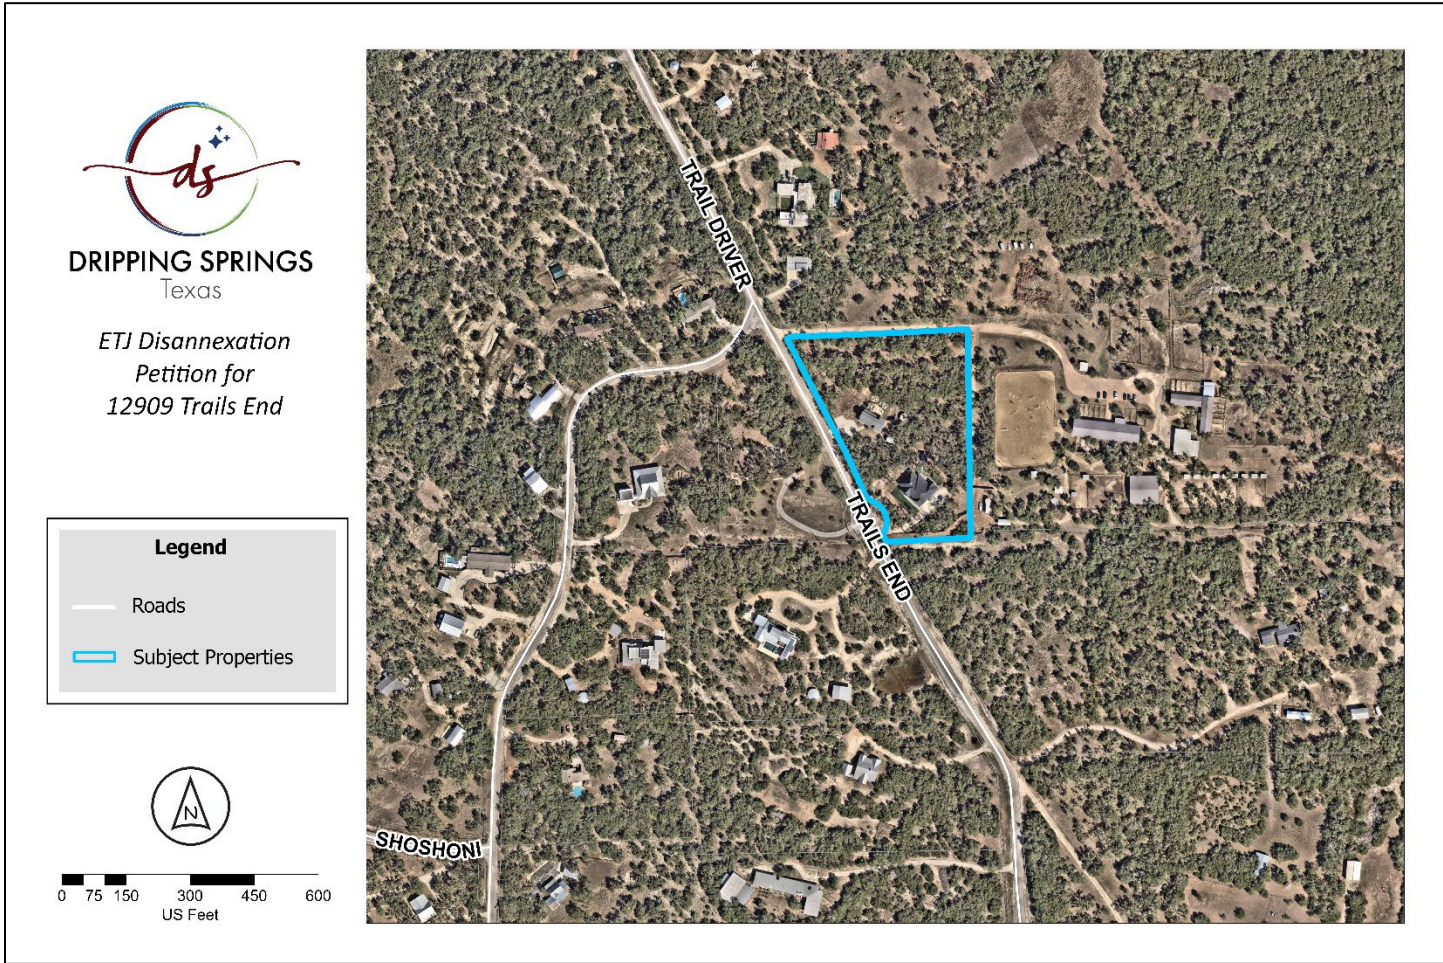 ds
DRIPPING SPRINGS
Texas
ETJ Disannexation
Petition for
12909 Trails End
Legend
Roads
Subject Properties
N
0 75 150 300 450 600
US Feet
TRAIL DRIVER
TRAILS END
SHOSHONI